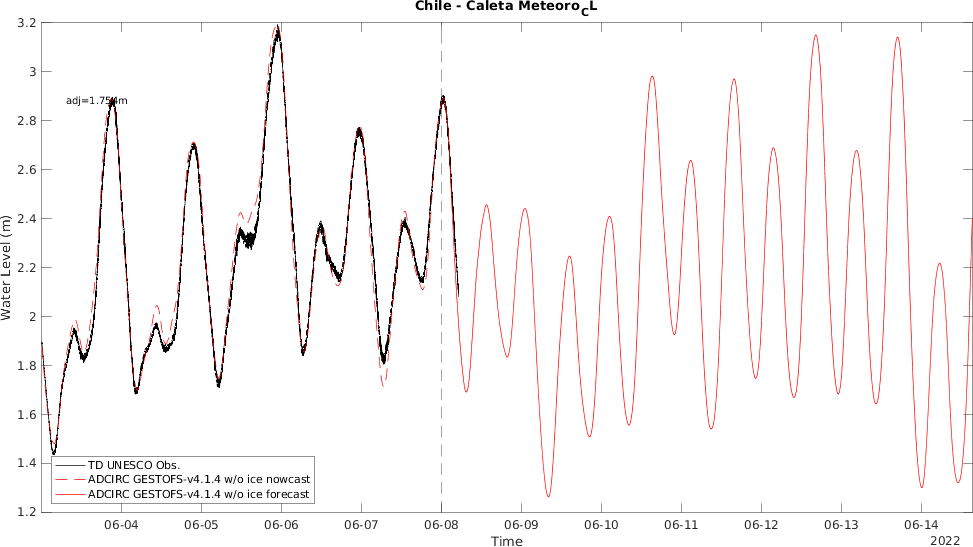 Chile - Caleta Meteoro_CL
3.2
3
2.8
2.6
2.4
2.2
2
1.8
1.6
1.4
1.2
Water Level (m)
adj=1.754m
TD UNESCO Obs.
ADCIRC GESTOFS-v4.1.4 w/o ice nowcast
ADCIRC GESTOFS-v4.1.4 w/o ice forecast
06-04 06-05 06-06 06-07 06-08 06-09 06-10 06-11 06-12 06-13 06-14
Time
2022